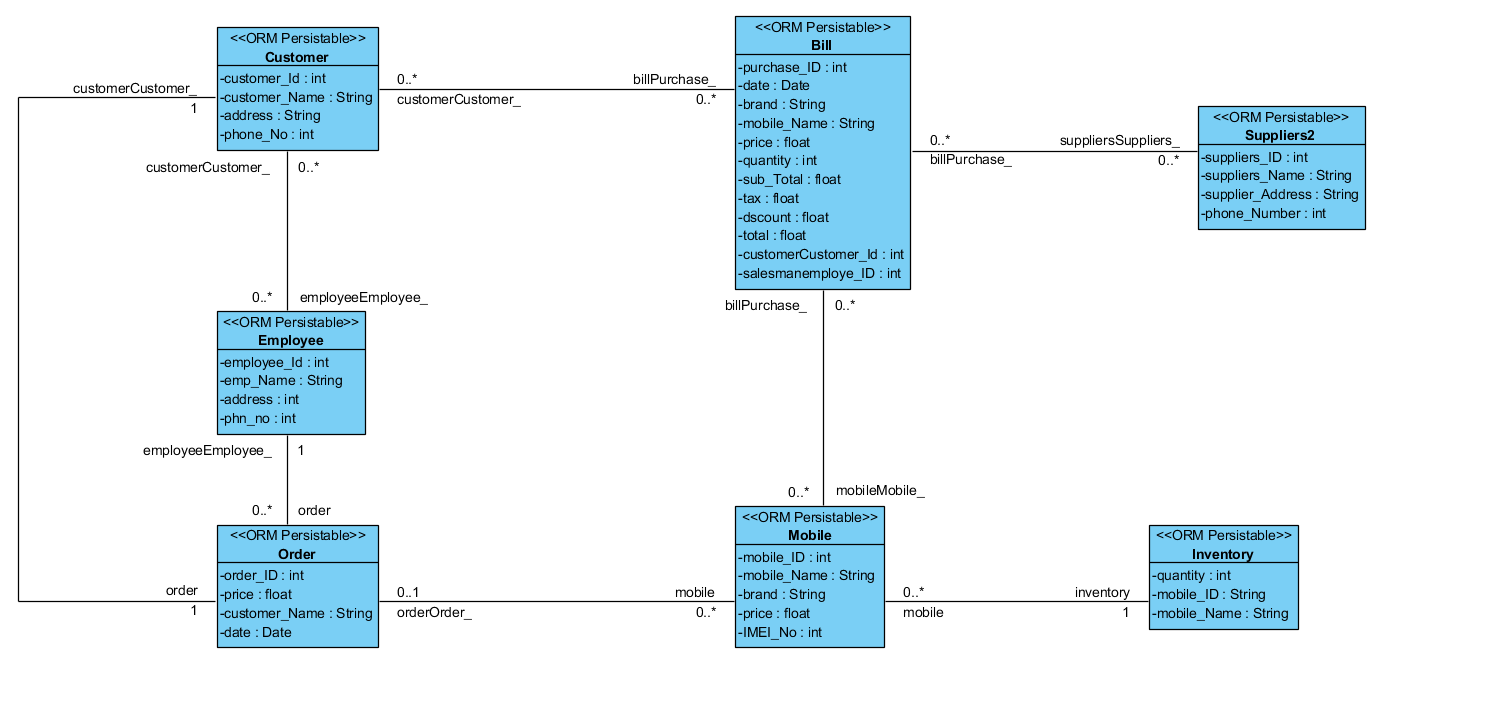 <<ORM Persistable>>
Customer
-customer_Id : int
-customer_Name : String
-address : String
-phone_No : int
<<ORM Persistable>>
Bill
-purchase_ID : int
-date : Date
-brand : String
-mobile_Name : String
-price : float
-quantity : int
-sub_Total : float
-tax : float
-dscount : float
-total : float
-customerCustomer_Id : int
-salesmanemploye_ID : int
<<ORM Persistable>>
Suppliers2
-suppliers_ID : int
-suppliers_Name : String
-supplier_Address : String
-phone_Number : int
customerCustomer_
1
0..*
customerCustomer_
billPurchase_
0..*
0..*
billPurchase_
suppliersSuppliers_
0..*
customerCustomer_
0..*
0..*
employeeEmployee_
<<ORM Persistable>>
Employee
-employee_Id : int
-emp_Name : String
-address : int
-phn_no : int
billPurchase_
0..*
employeeEmployee_
1
0..*
order
0..*
mobileMobile_
<<ORM Persistable>>
Order
-order_ID : int
-price : float
-customer_Name : String
-date : Date
<<ORM Persistable>>
Mobile
-mobile_ID : int
-mobile_Name : String
-brand : String
-price : float
-IMEI_No : int
<<ORM Persistable>>
Inventory
-quantity : int
-mobile_ID : String
-mobile_Name : String
order
1
0..1
orderOrder_
mobile
0..*
0..*
mobile
inventory
1